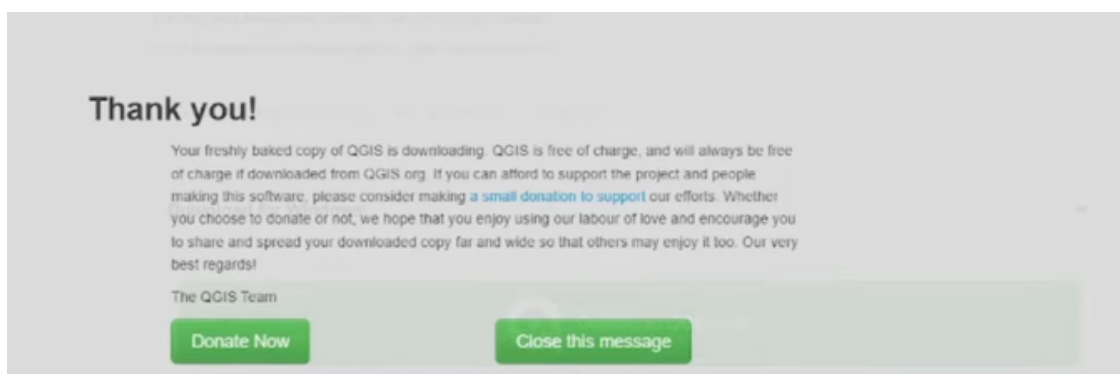 Thank you!
Your freshly baked copy of QGIS is downloading. QGIS is free of charge, and will always be free
of charge if downloaded from QGIS.org. If you can afford to support the project and people
making this software, please consider making a small donation to support our efforts. Whether
you choose to donate or not, we hope that you enjoy using our labour of love and encourage you
to share and spread your downloaded copy far and wide so that others may enjoy it too. Our very
best regards!
The QGIS Team
Donate Now
Close this message